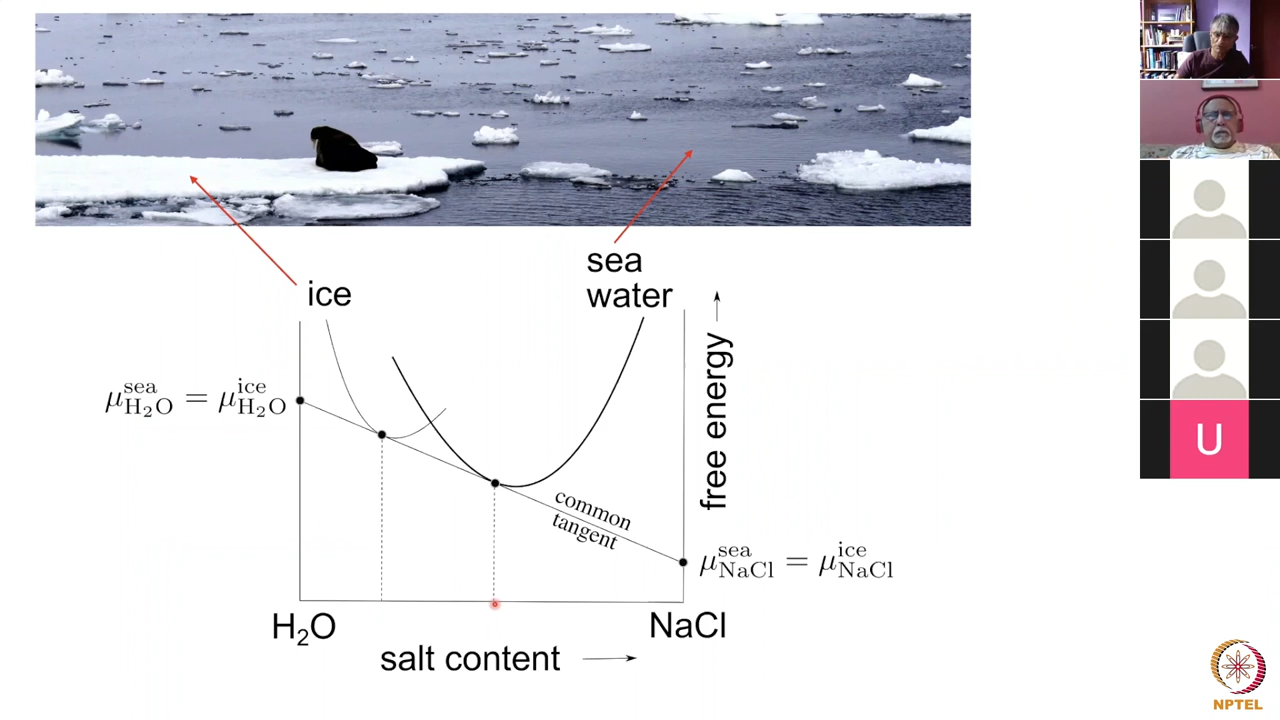 sea
water
ice
free energy
μ^sea_H₂O = μ^ice_H₂O
common
tangent
μ^sea_NaCl = μ^ice_NaCl
H₂O
NaCl
salt content
U
NPTEL